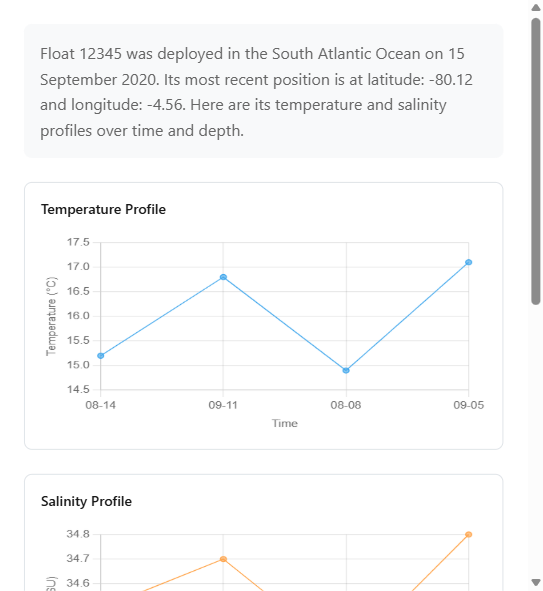 Float 12345 was deployed in the South Atlantic Ocean on 15
September 2020. Its most recent position is at latitude: -80.12
and longitude: -4.56. Here are its temperature and salinity
profiles over time and depth.
Temperature Profile
17.5
17.0
16.5
16.0
15.5
15.0
14.5
Temperature (°C)
08-14 09-11 08-08 09-05
Time
Salinity Profile
34.8
34.7
34.6
SU)